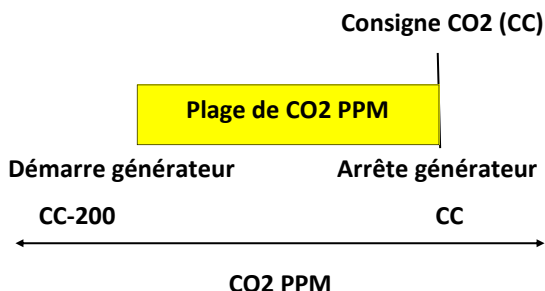 Consigne CO2 (CC)
Plage de CO2 PPM
Démarre générateur Arrête générateur
CC-200 CC
CO2 PPM